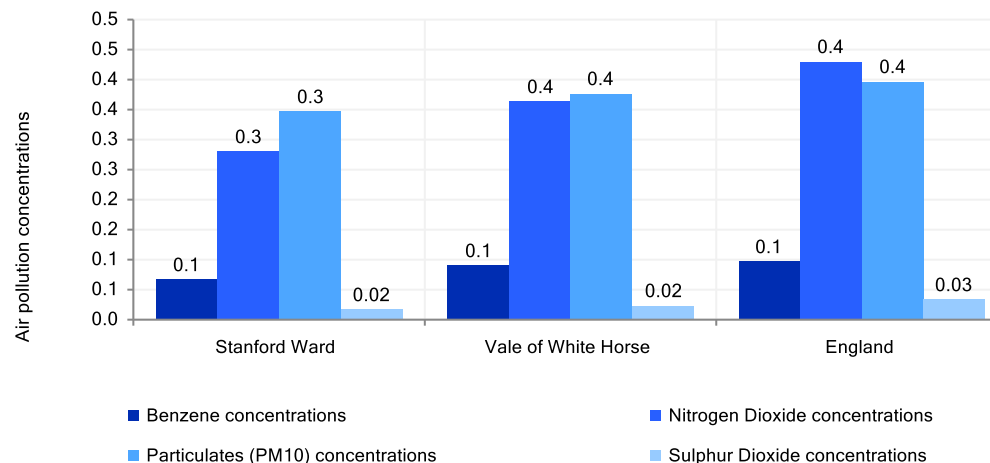 0.5
0.5
0.4
0.4
0.3
0.3
0.2
0.2
0.1
0.1
0.0
Air pollution concentrations
0.1
0.3
0.3
0.02
0.1
0.4
0.4
0.02
0.1
0.4
0.4
0.03
Stanford Ward
Vale of White Horse
England
Benzene concentrations
Nitrogen Dioxide concentrations
Particulates (PM10) concentrations
Sulphur Dioxide concentrations